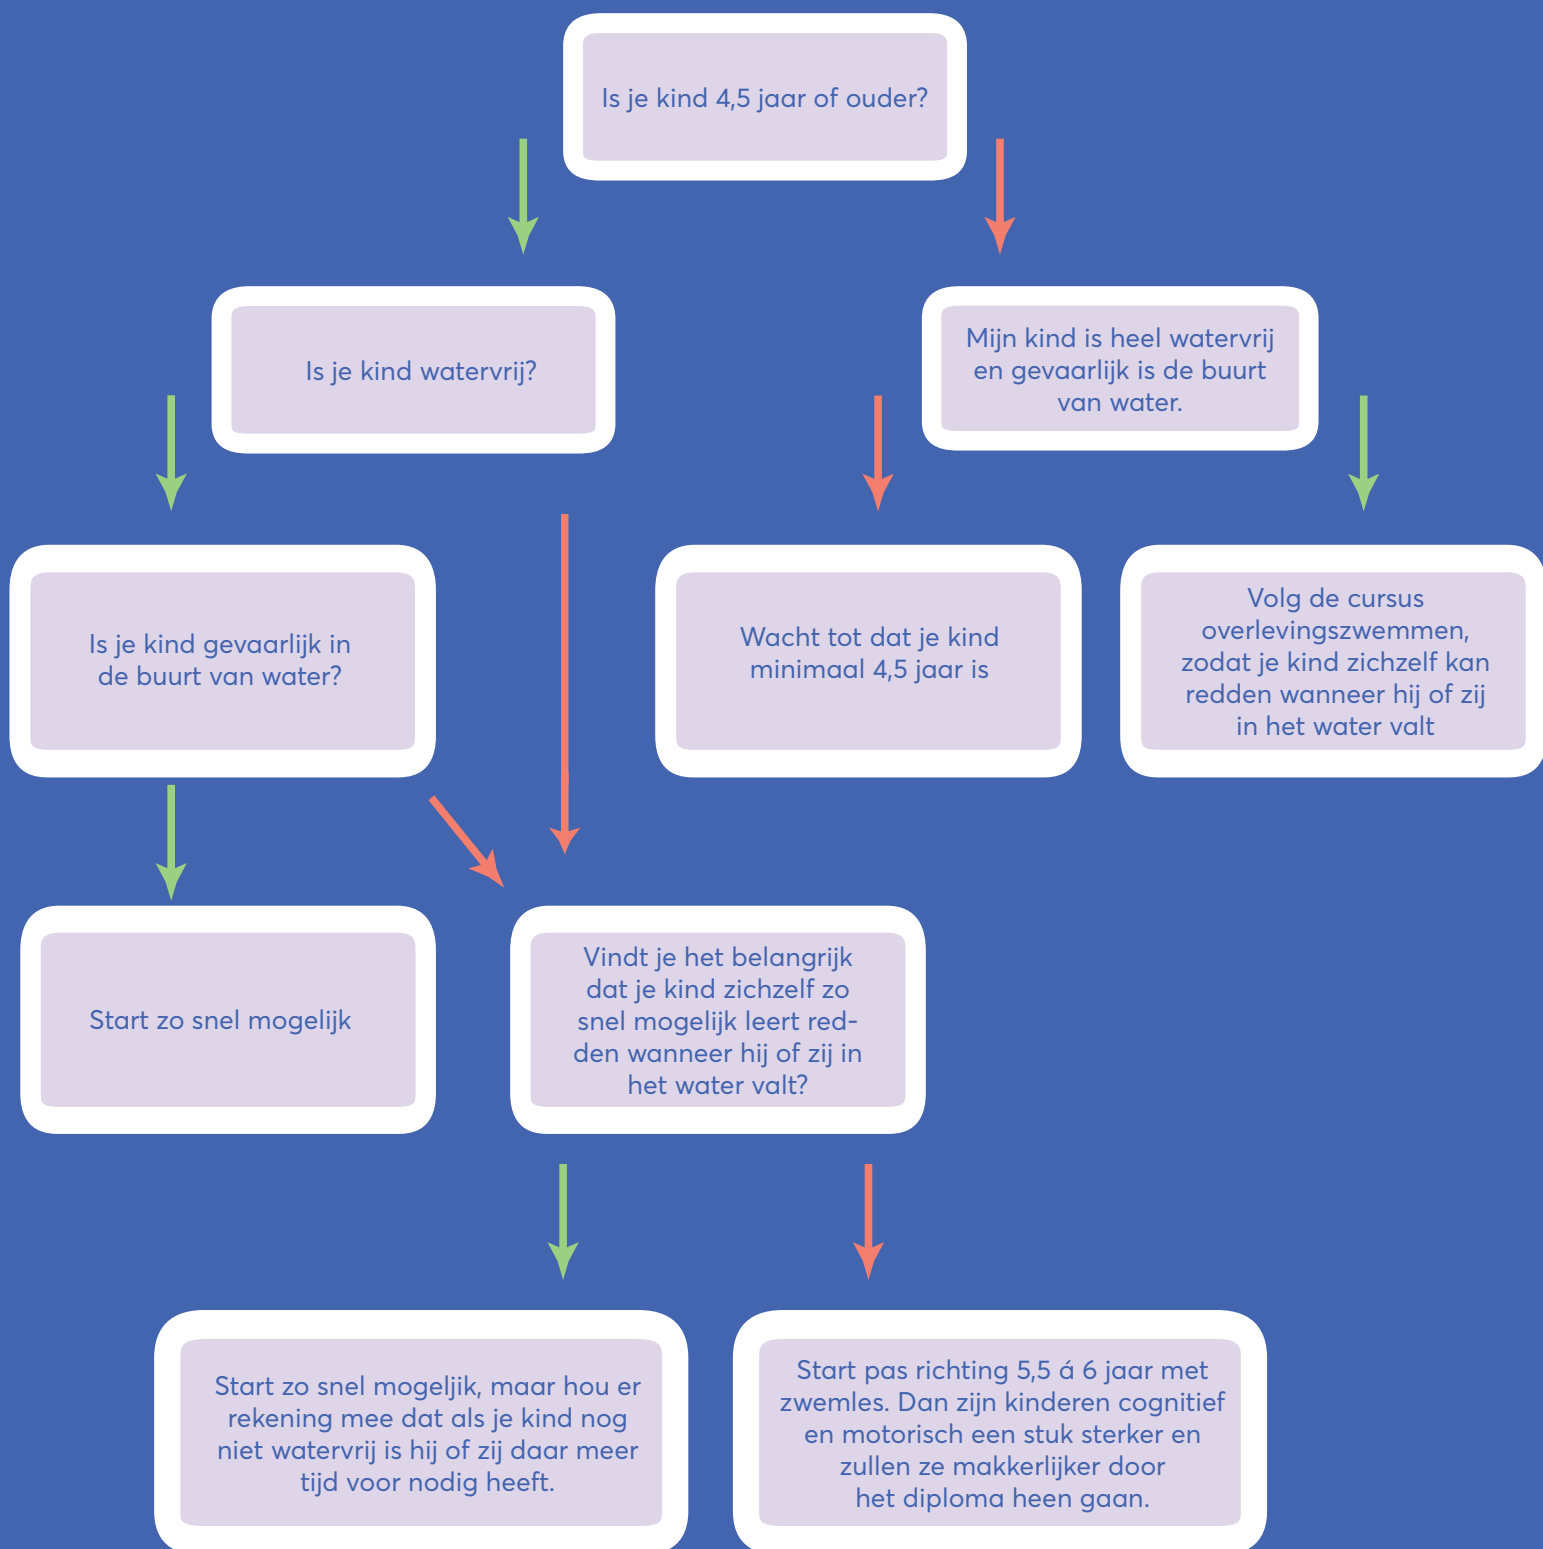 Is je kind 4,5 jaar of ouder?
Is je kind watervrij?
Mijn kind is heel watervrij
en gevaarlijk is de buurt
van water.
Is je kind gevaarlijk in
de buurt van water?
Wacht tot dat je kind
minimaal 4,5 jaar is
Volg de cursus
overlevingszwemmen,
zodat je kind zichzelf kan
redden wanneer hij of zij
in het water valt
Start zo snel mogelijk
Vindt je het belangrijk
dat je kind zichzelf zo
snel mogelijk leert red-
den wanneer hij of zij in
het water valt?
Start zo snel mogeljik, maar hou er
rekening mee dat als je kind nog
niet watervrij is hij of zij daar meer
tijd voor nodig heeft.
Start pas richting 5,5 á 6 jaar met
zwemles. Dan zijn kinderen cognitief
en motorisch een stuk sterker en
zullen ze makkerlijker door
het diploma heen gaan.